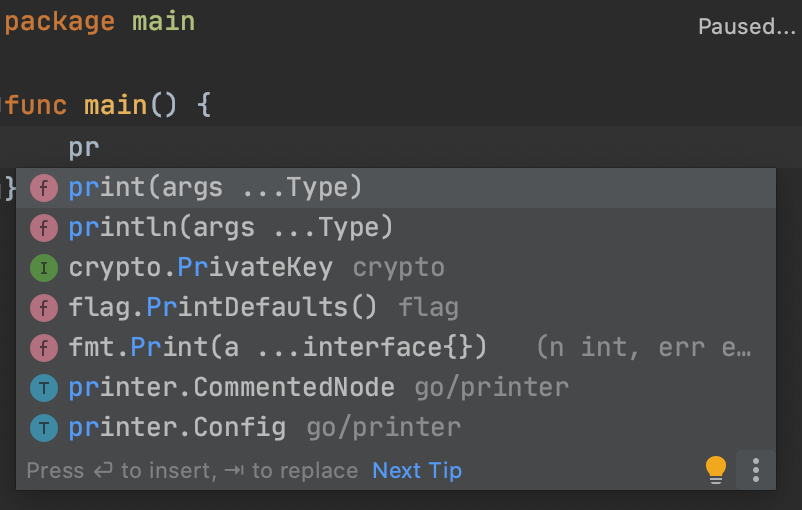 package main
Paused...
func main() {
pr
}
f print(args ...Type)
f println(args ...Type)
I crypto.PrivateKey crypto
f flag.PrintDefaults() flag
f fmt.Print(a ...interface{}) (n int, err e…
T printer.CommentedNode go/printer
T printer.Config go/printer
Press ↩ to insert, ⇥ to replace Next Tip